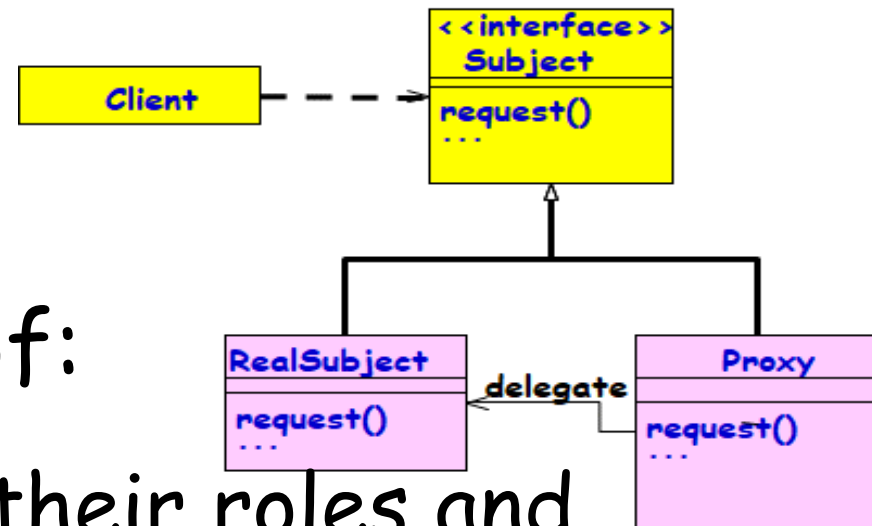 <<interface>>
Subject
Client
request()
...
f:
RealSubject
Proxy
delegate
request()
...
request()
...
their roles and